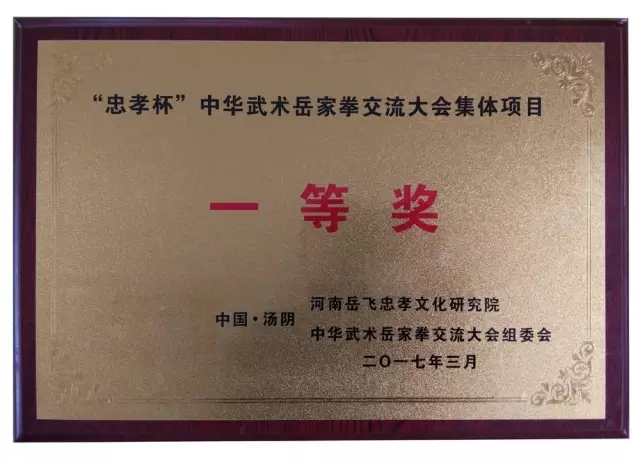 “忠孝杯”中华武术岳家拳交流大会集体项目
一等奖
中国·汤阴
河南岳飞忠孝文化研究院
中华武术岳家拳交流大会组委会
二〇一七年三月